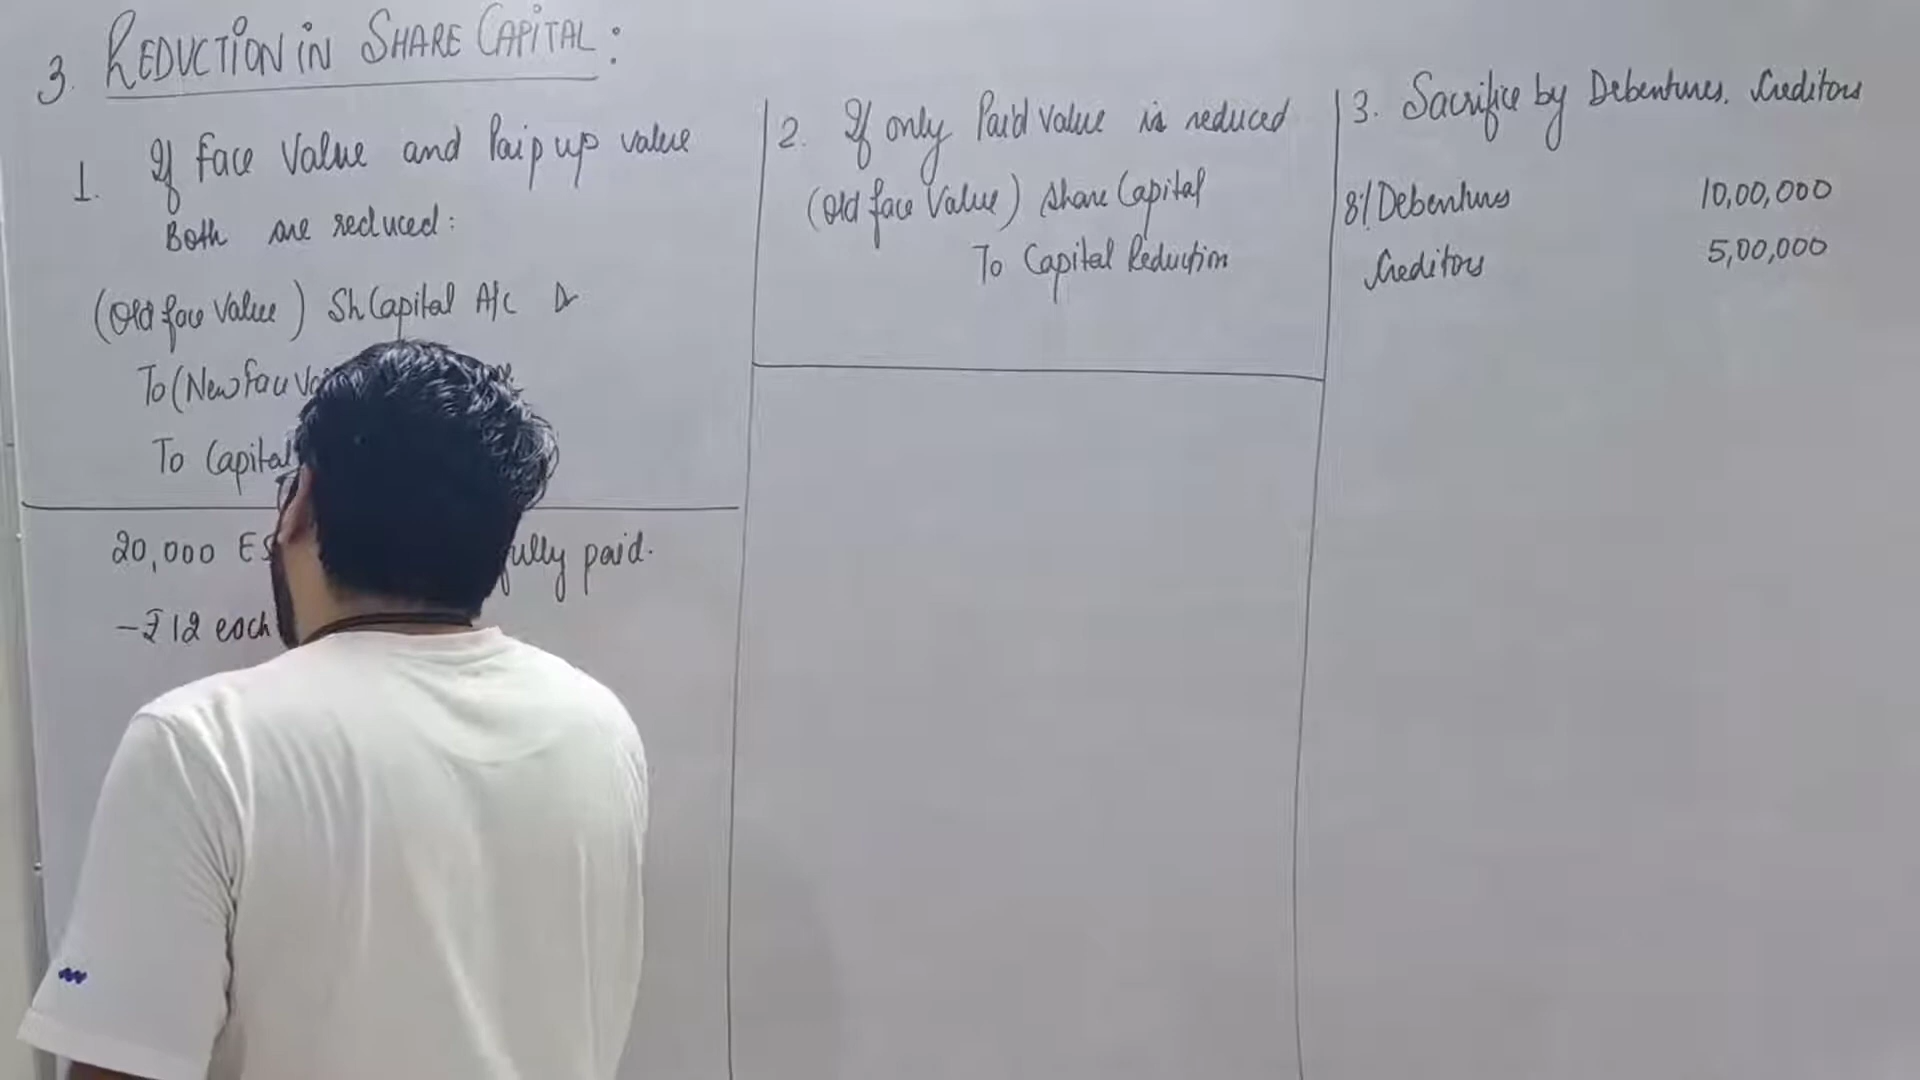 3. REDUCTION IN SHARE CAPITAL:
1. If face Value and Paip up value
Both are reduced:
(Old face Value) Sh Capital A/c Dr
To (New face
To Capital
20,000 fully paid.
-₹12 each
2. If only Paid Value is reduced
(Old face Value) Share Capital
To Capital Reduction
3. Sacrifice by Debentures. Creditors
8% Debentures 10,00,000
Creditors 5,00,000